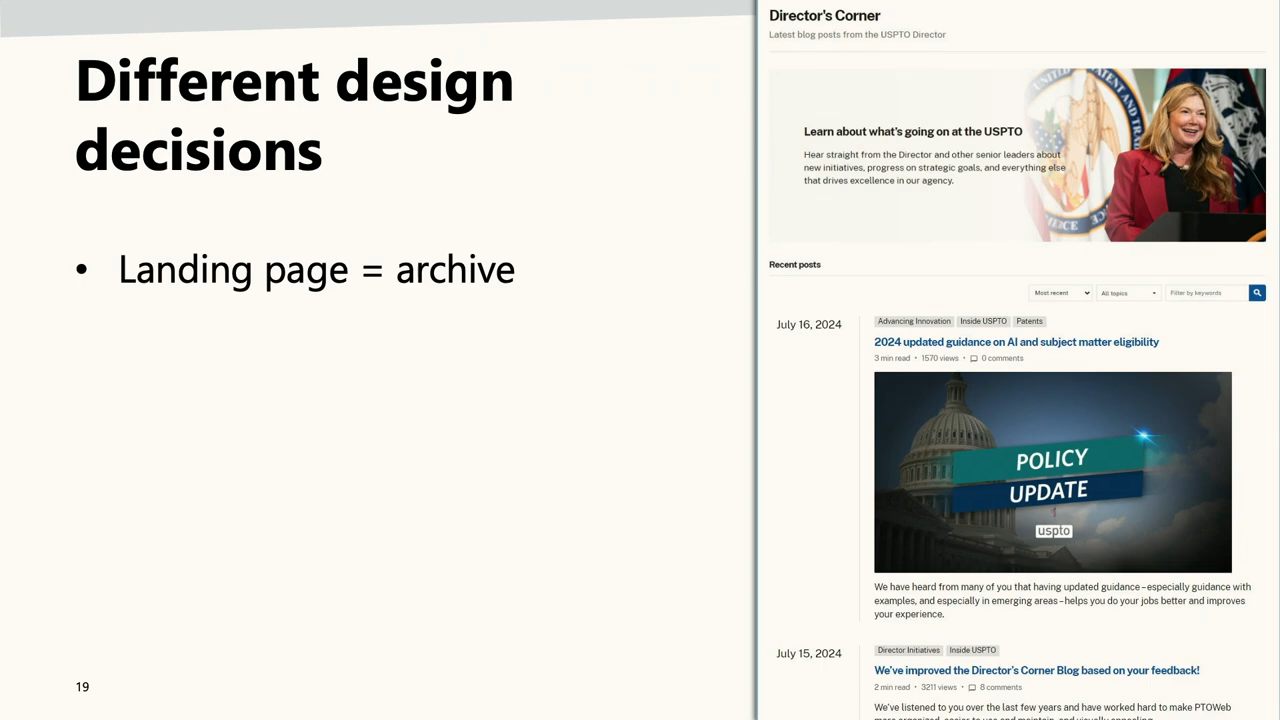 Different design
decisions
• Landing page = archive
19
Director's Corner
Latest blog posts from the USPTO Director
Learn about what's going on at the USPTO
Hear straight from the Director and other senior leaders about
new initiatives, progress on strategic goals, and everything else
that drives excellence in our agency.
Recent posts
Most recent All topics Filter by keywords
July 16, 2024
Advancing Innovation Inside USPTO Patents
2024 updated guidance on AI and subject matter eligibility
3 min read • 1570 views • 0 comments
POLICY
UPDATE
uspto
We have heard from many of you that having updated guidance – especially guidance with
examples, and especially in emerging areas – helps you do your jobs better and improves
your experience.
July 15, 2024
Director Initiatives Inside USPTO
We've improved the Director's Corner Blog based on your feedback!
2 min read • 3211 views • 8 comments
We've listened to you over the last few years and have worked hard to make PTOWeb